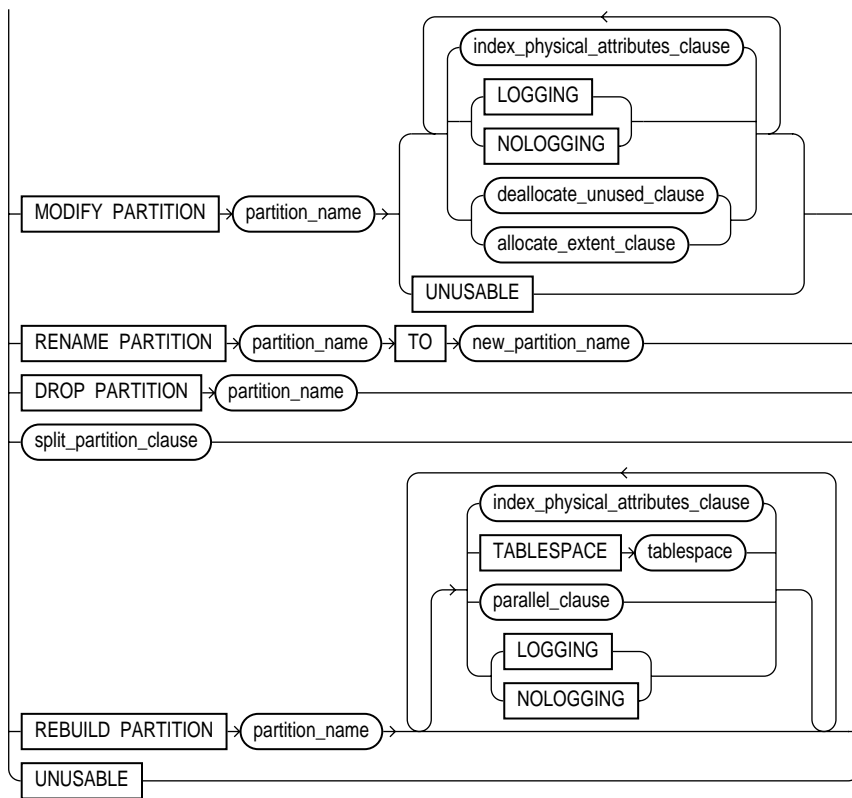 index_physical_attributes_clause
LOGGING
NOLOGGING
deallocate_unused_clause
MODIFY PARTITION partition_name
allocate_extent_clause
UNUSABLE
RENAME PARTITION partition_name TO new_partition_name
DROP PARTITION partition_name
split_partition_clause
index_physical_attributes_clause
TABLESPACE tablespace
parallel_clause
LOGGING
NOLOGGING
REBUILD PARTITION partition_name
UNUSABLE